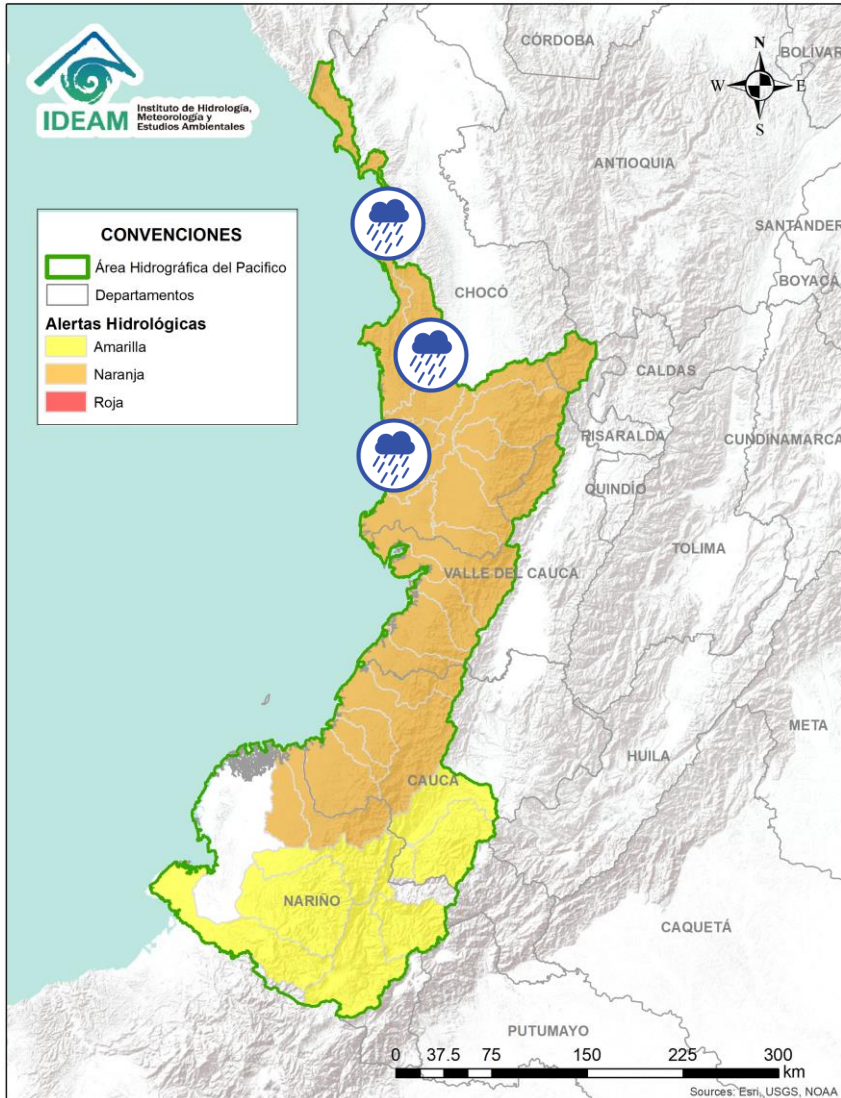 IDEAM
Instituto de Hidrología,
Meteorología y
Estudios Ambientales
CÓRDOBA
BOLÍVAR
N
W
E
S
ANTIOQUIA
SANTANDER
BOYACÁ
CONVENCIONES
Área Hidrográfica del Pacifico
Departamentos
Alertas Hidrológicas
Amarilla
Naranja
Roja
CHOCÓ
CALDAS
RISARALDA
CUNDINAMARCA
QUINDÍO
TOLIMA
VALLE DEL CAUCA
META
HUILA
CAUCA
NARIÑO
CAQUETÁ
PUTUMAYO
0 37.5 75 150 225 300
km
Sources: Esri, USGS, NOAA